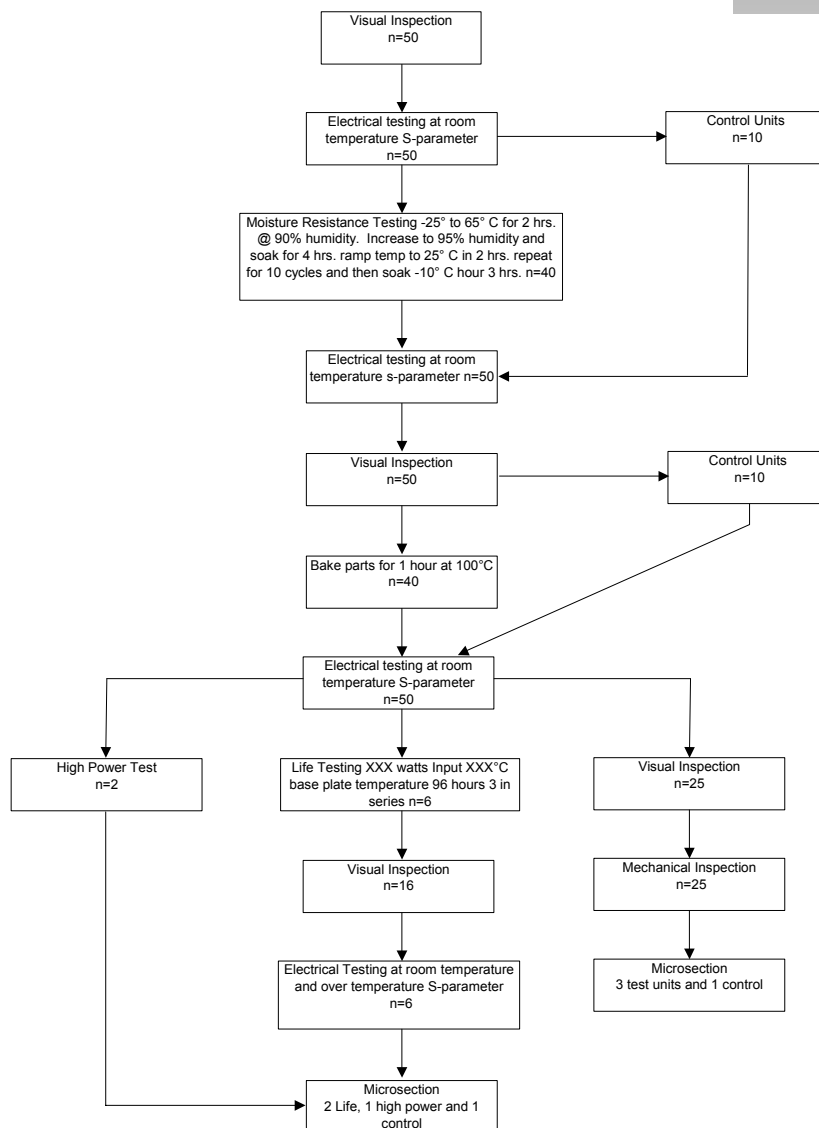 Visual Inspection
n=50
Electrical testing at room
temperature S-parameter
n=50
Control Units
n=10
Moisture Resistance Testing -25° to 65° C for 2 hrs.
@ 90% humidity.  Increase to 95% humidity and
soak for 4 hrs. ramp temp to 25° C in 2 hrs. repeat
for 10 cycles and then soak -10° C hour 3 hrs. n=40
Electrical testing at room
temperature s-parameter n=50
Visual Inspection
n=50
Control Units
n=10
Bake parts for 1 hour at 100°C
n=40
Electrical testing at room
temperature S-parameter
n=50
High Power Test
n=2
Life Testing XXX watts Input XXX°C
base plate temperature 96 hours 3 in
series n=6
Visual Inspection
n=25
Visual Inspection
n=16
Mechanical Inspection
n=25
Electrical Testing at room temperature
and over temperature S-parameter
n=6
Microsection
3 test units and 1 control
Microsection
2 Life, 1 high power and 1
control